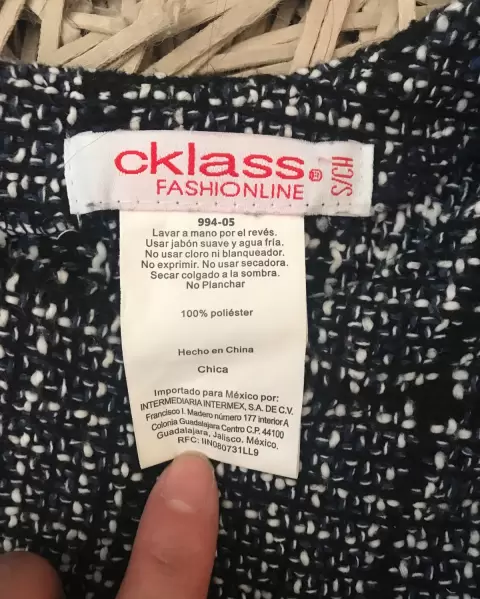 cklass®
FASHIONLINE
S/CH
994-05
Lavar a mano por el revés.
Usar jabón suave y agua fría.
No usar cloro ni blanqueador.
No exprimir. No usar secadora.
Secar colgado a la sombra.
No Planchar
100% poliéster
Hecho en China
Chica
Importado para México por:
INTERMEDIARIA INTERMEX, S.A. DE C.V.
Francisco I. Madero número 177 interior A
Colonia Guadalajara Centro C.P. 44100
Guadalajara, Jalisco. México.
RFC: IIN080731LL9